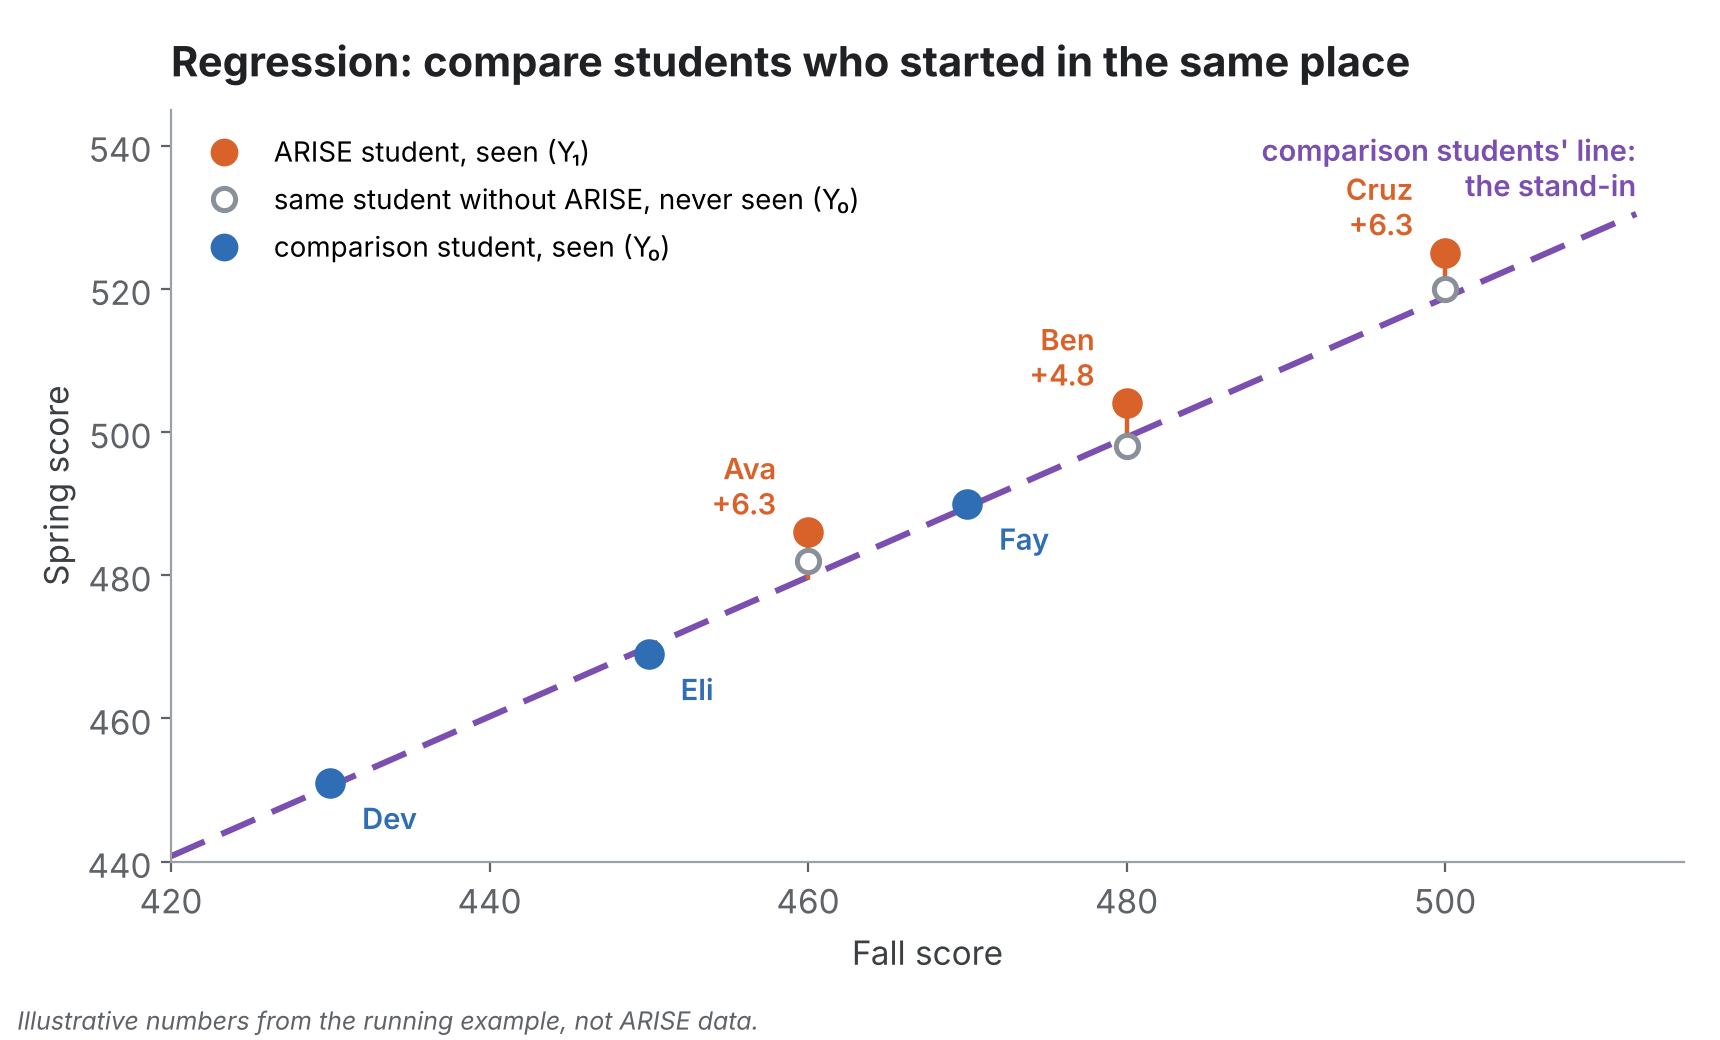 Regression: compare students who started in the same place
ARISE student, seen (Y₁)
same student without ARISE, never seen (Y₀)
comparison student, seen (Y₀)
comparison students' line:
the stand-in
Cruz
+6.3
Ben
+4.8
Ava
+6.3
Fay
Eli
Dev
540
520
500
480
460
440
Spring score
420
440
460
480
500
Fall score
Illustrative numbers from the running example, not ARISE data.